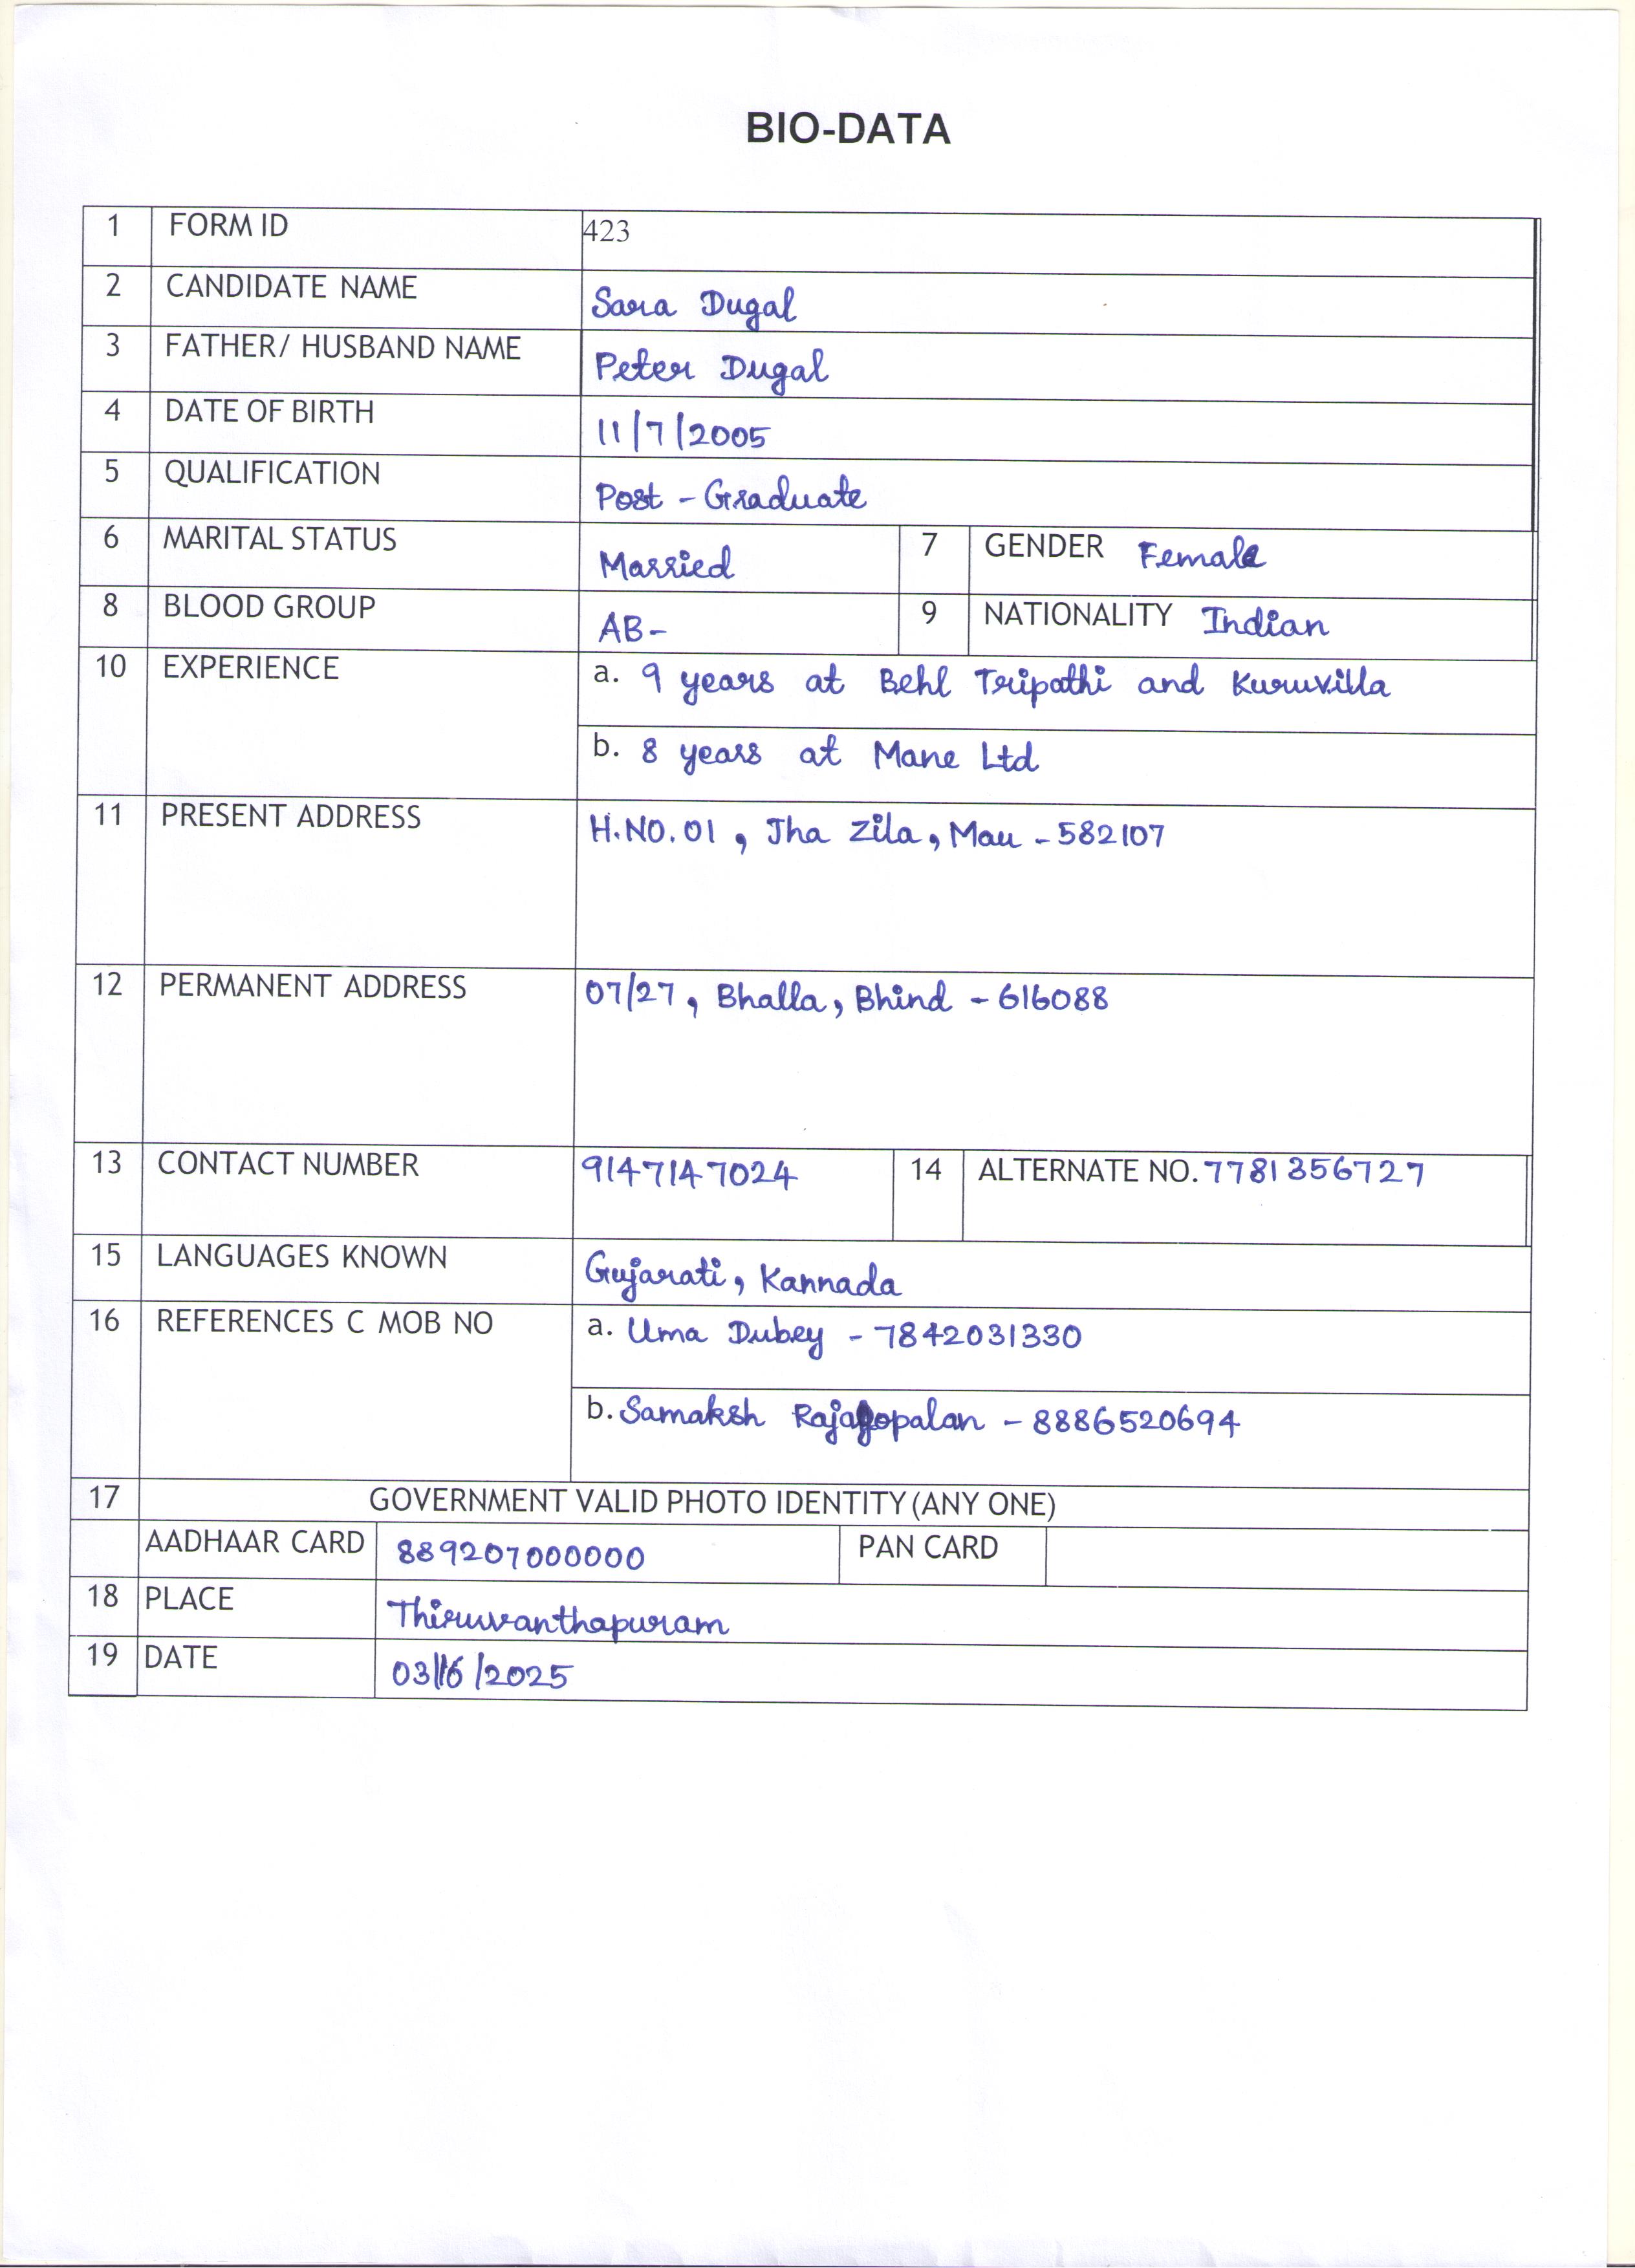 BIO-DATA
1 FORM ID 423
2 CANDIDATE NAME Sara Dugal
3 FATHER/ HUSBAND NAME Peter Dugal
4 DATE OF BIRTH 11/7/2005
5 QUALIFICATION Post - Graduate
6 MARITAL STATUS Married 7 GENDER Female
8 BLOOD GROUP AB- 9 NATIONALITY Indian
10 EXPERIENCE a. 9 years at Behl Tripathi and Kuruvilla
b. 8 years at Mane Ltd
11 PRESENT ADDRESS H.NO. 01, Jha Zila, Mau - 582107
12 PERMANENT ADDRESS 07/27, Bhalla, Bhind - 616088
13 CONTACT NUMBER 9147147024 14 ALTERNATE NO. 7781356727
15 LANGUAGES KNOWN Gujarati, Kannada
16 REFERENCES C MOB NO a. Uma Dubey - 7842031330
b. Samaksh Rajagopalan - 8886520694
17 GOVERNMENT VALID PHOTO IDENTITY (ANY ONE)
AADHAAR CARD 889207000000 PAN CARD
18 PLACE Thiruvanthapuram
19 DATE